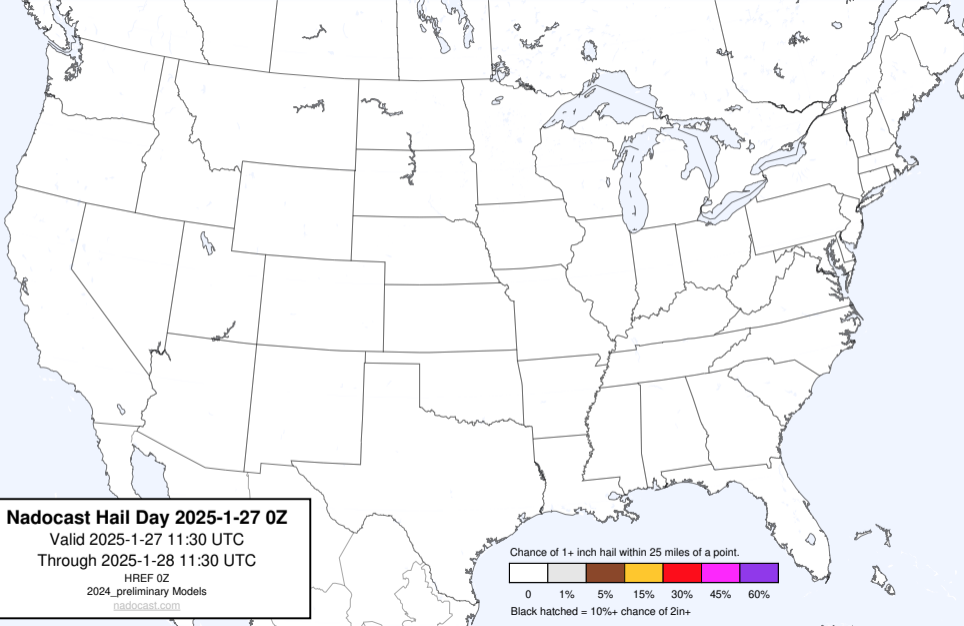 Nadocast Hail Day 2025-1-27 0Z
Valid 2025-1-27 11:30 UTC
Through 2025-1-28 11:30 UTC
HREF 0Z
2024_preliminary Models
nadocast.com
Chance of 1+ inch hail within 25 miles of a point.
0 1% 5% 15% 30% 45% 60%
Black hatched = 10%+ chance of 2in+